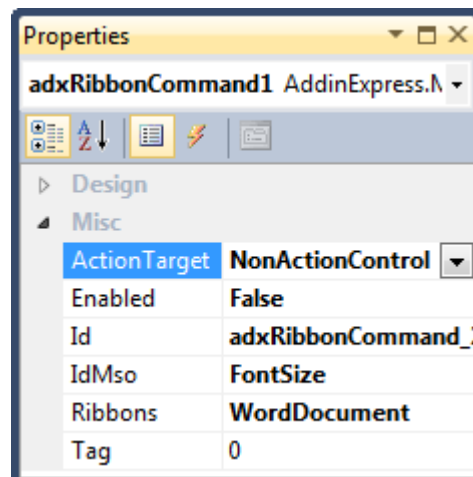 Properties
adxRibbonCommand1 AddinExpress.
Design
Misc
ActionTarget NonActionControl
Enabled False
Id adxRibbonCommand_
IdMso FontSize
Ribbons WordDocument
Tag 0